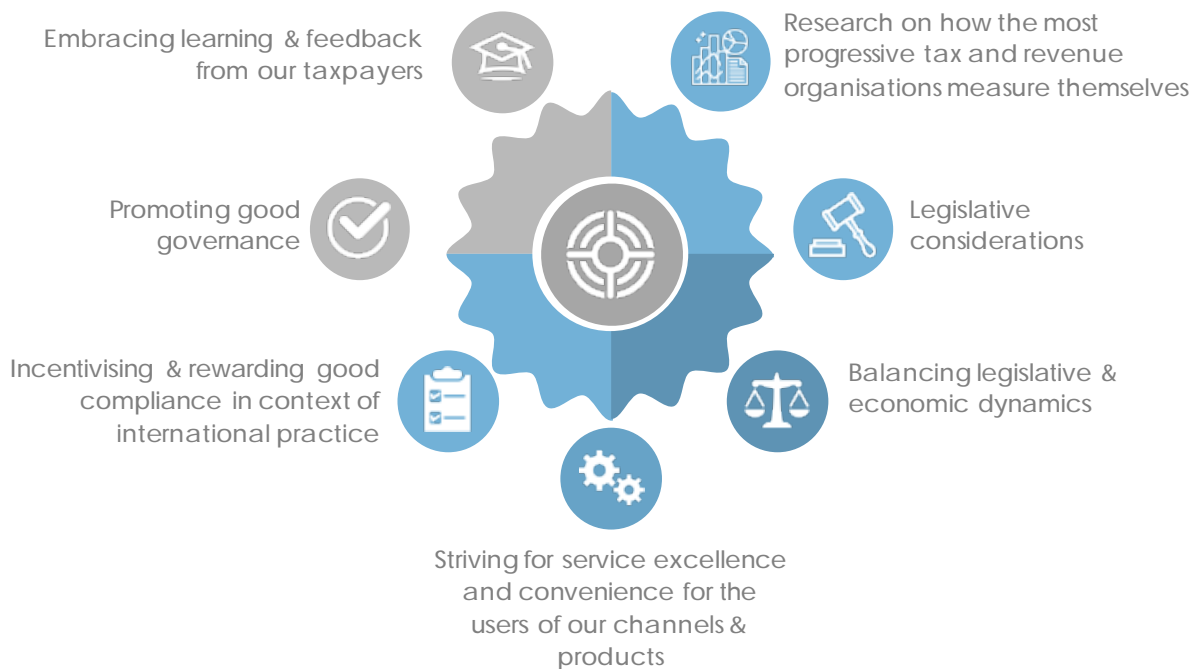 Embracing learning & feedback
from our taxpayers
Research on how the most
progressive tax and revenue
organisations measure themselves
Promoting good
governance
Legislative
considerations
Incentivising & rewarding good
compliance in context of
international practice
Balancing legislative &
economic dynamics
Striving for service excellence
and convenience for the
users of our channels &
products